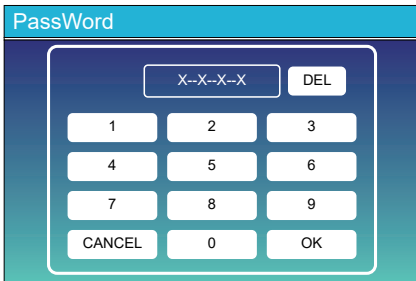 PassWord
X--X--X--X DEL
1 2 3
4 5 6
7 8 9
CANCEL 0 OK